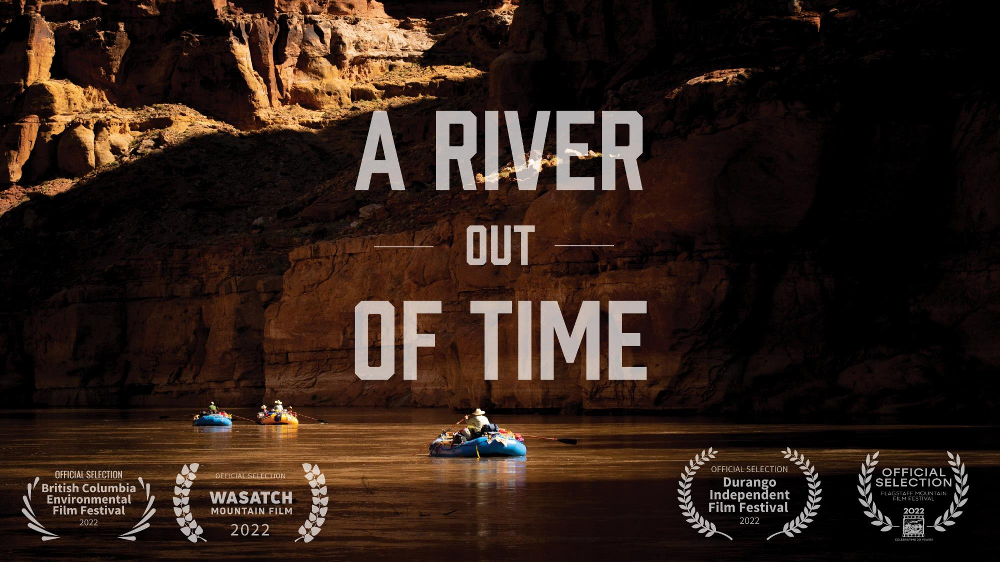 A RIVER
OUT
OF TIME
OFFICIAL SELECTION
British Columbia
Environmental
Film Festival
2022
OFFICIAL SELECTION
WASATCH
MOUNTAIN FILM
2022
OFFICIAL SELECTION
Durango
Independent
Film Festival
2022
OFFICIAL
SELECTION
FLAGSTAFF MOUNTAIN
FILM FESTIVAL
2022
CELEBRATING 20 YEARS!